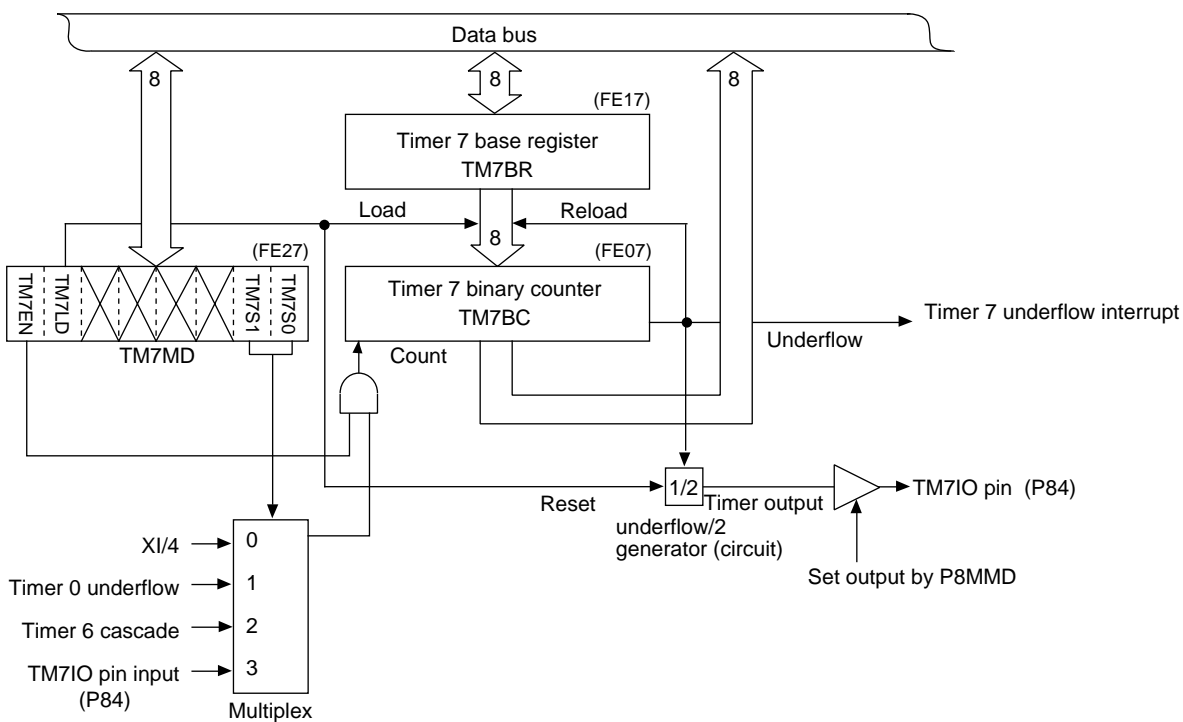 Data bus
8
8
8
(FE17)
Timer 7 base register
TM7BR
Load
Reload
8
(FE27)
(FE07)
TM7EN
TM7LD
TM7S1
TM7S0
Timer 7 binary counter
TM7BC
Timer 7 underflow interrupt
Underflow
TM7MD
Count
Reset
1/2
Timer output
TM7IO pin (P84)
underflow/2
generator (circuit)
Set output by P8MMD
XI/4
0
Timer 0 underflow
1
Timer 6 cascade
2
TM7IO pin input
(P84)
3
Multiplex